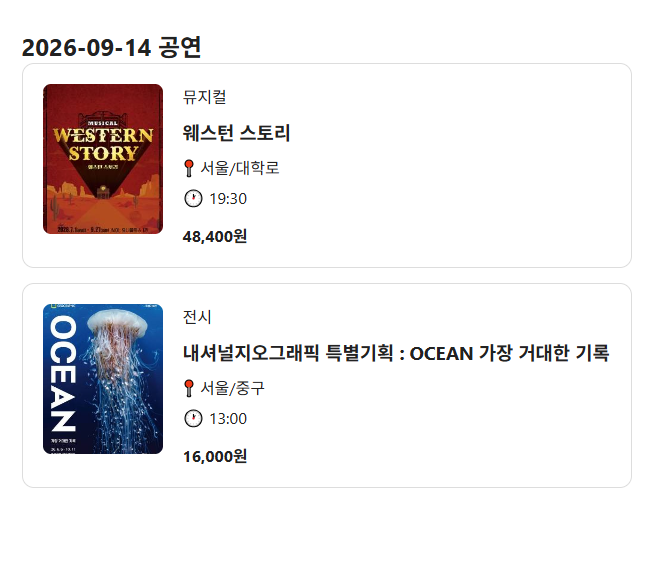 2026-09-14 공연
MUSICAL
WESTERN
STORY
웨스턴 스토리
뮤지컬
웨스턴 스토리
서울/대학로
19:30
48,400원
OCEAN
전시
내셔널지오그래픽 특별기획 : OCEAN 가장 거대한 기록
서울/중구
13:00
16,000원